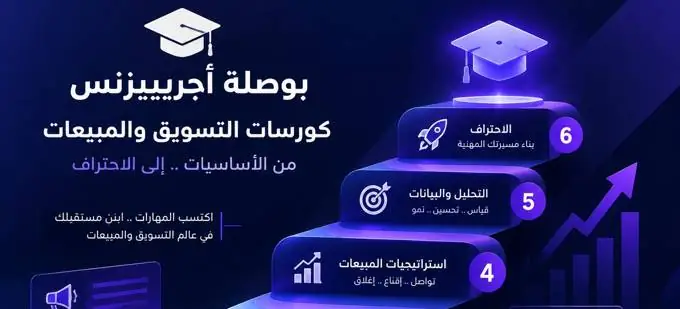 بوصلة أجريييزنس
كورسات التسويق والمبيعات
من الأساسيات .. إلى الاحتراف
اكتسب المهارات .. ابنِ مستقبلك
في عالم التسويق والمبيعات
الاحتراف
بناء مسيرتك المهنية
6
التحليل والبيانات
قياس .. تحسين .. نمو
5
استراتيجيات المبيعات
تواصل .. إقناع .. إغلاق
4